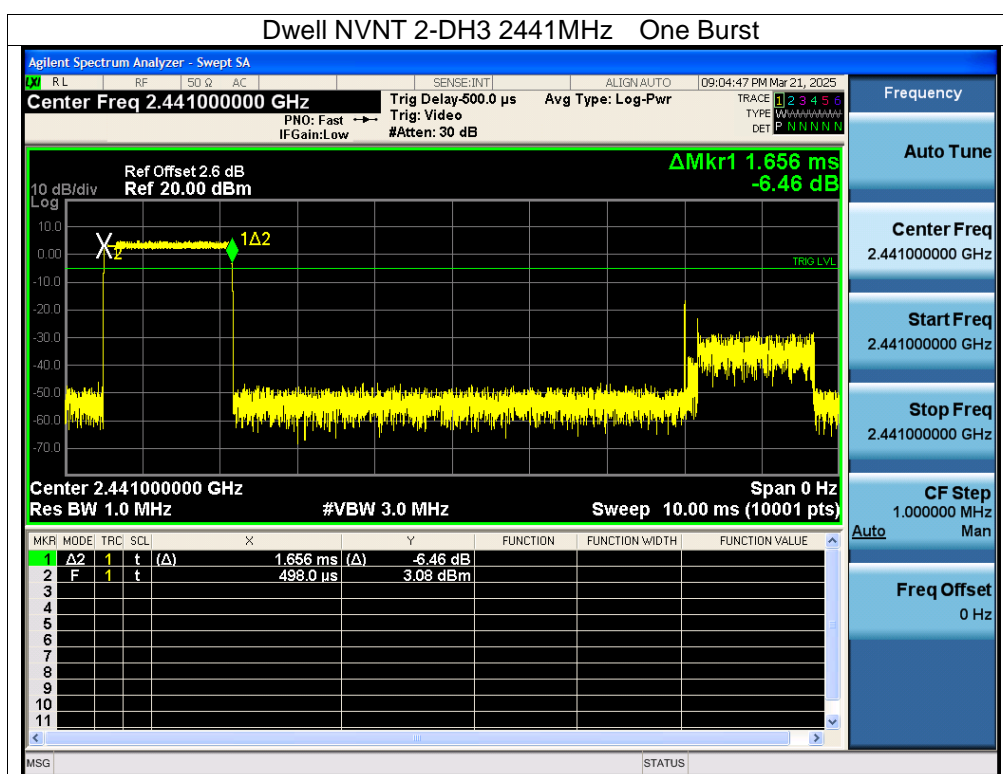 Dwell NVNT 2-DH3 2441MHz One Burst
Agilent Spectrum Analyzer - Swept SA
LXI RL RF 50 Ω AC SENSE:INT ALIGN AUTO 09:04:47 PM Mar 21, 2025
Center Freq 2.441000000 GHz
Trig Delay-500.0 µs Avg Type: Log-Pwr TRACE 1 2 3 4 5 6
PNO: Fast Trig: Video TYPE WWWWWW
IFGain:Low #Atten: 30 dB DET P N N N N N
ΔMkr1 1.656 ms
-6.46 dB
Ref Offset 2.6 dB
10 dB/div Ref 20.00 dBm
Log
10.0
0.00
-10.0
-20.0
-30.0
-40.0
-50.0
-60.0
-70.0
2
1Δ2
TRIG LVL
Center 2.441000000 GHz Span 0 Hz
Res BW 1.0 MHz #VBW 3.0 MHz Sweep 10.00 ms (10001 pts)
MKR MODE TRC SCL X Y FUNCTION FUNCTION WIDTH FUNCTION VALUE
1 Δ2 1 t (Δ) 1.656 ms (Δ) -6.46 dB
2 F 1 t 498.0 µs 3.08 dBm
3
4
5
6
7
8
9
10
11
MSG STATUS
Frequency
Auto Tune
Center Freq
2.441000000 GHz
Start Freq
2.441000000 GHz
Stop Freq
2.441000000 GHz
CF Step
1.000000 MHz
Auto Man
Freq Offset
0 Hz